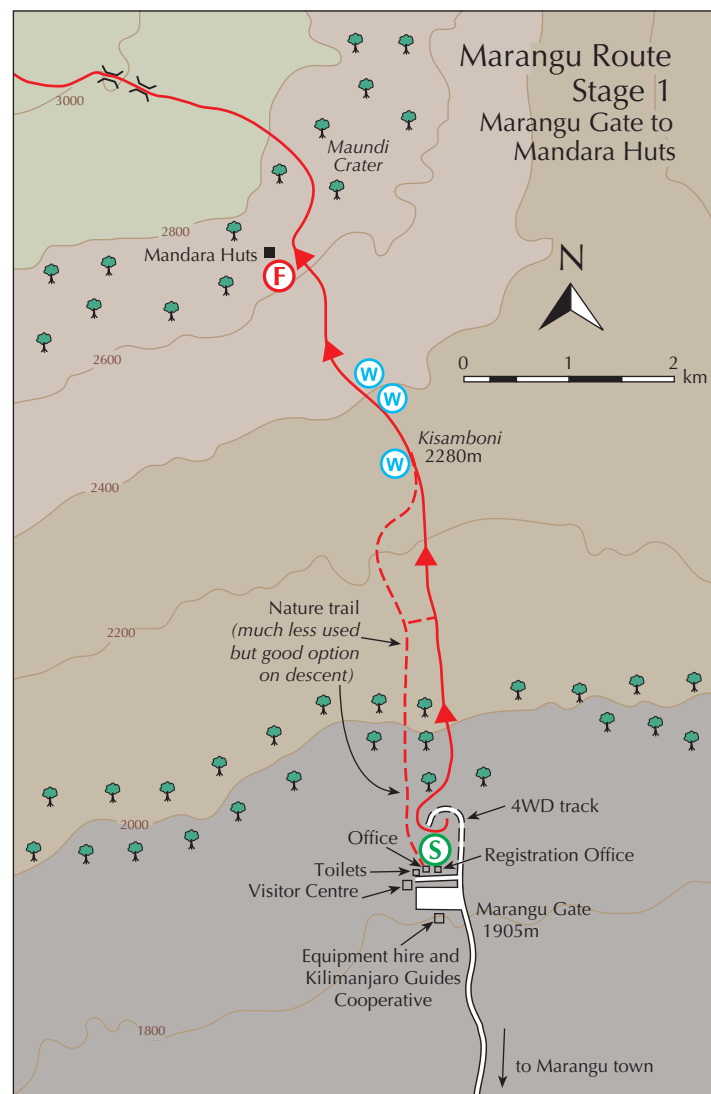 Marangu Route
Stage 1
Marangu Gate to
Mandara Huts
3000
Maundi
Crater
2800
Mandara Huts
F
N
0 1 2
km
2600
W
W
Kisamboni
2280m
W
2400
Nature trail
(much less used
but good option
on descent)
2200
2000
4WD track
Office
S
Registration Office
Toilets
Visitor Centre
Marangu Gate
1905m
Equipment hire and
Kilimanjaro Guides
Cooperative
1800
to Marangu town